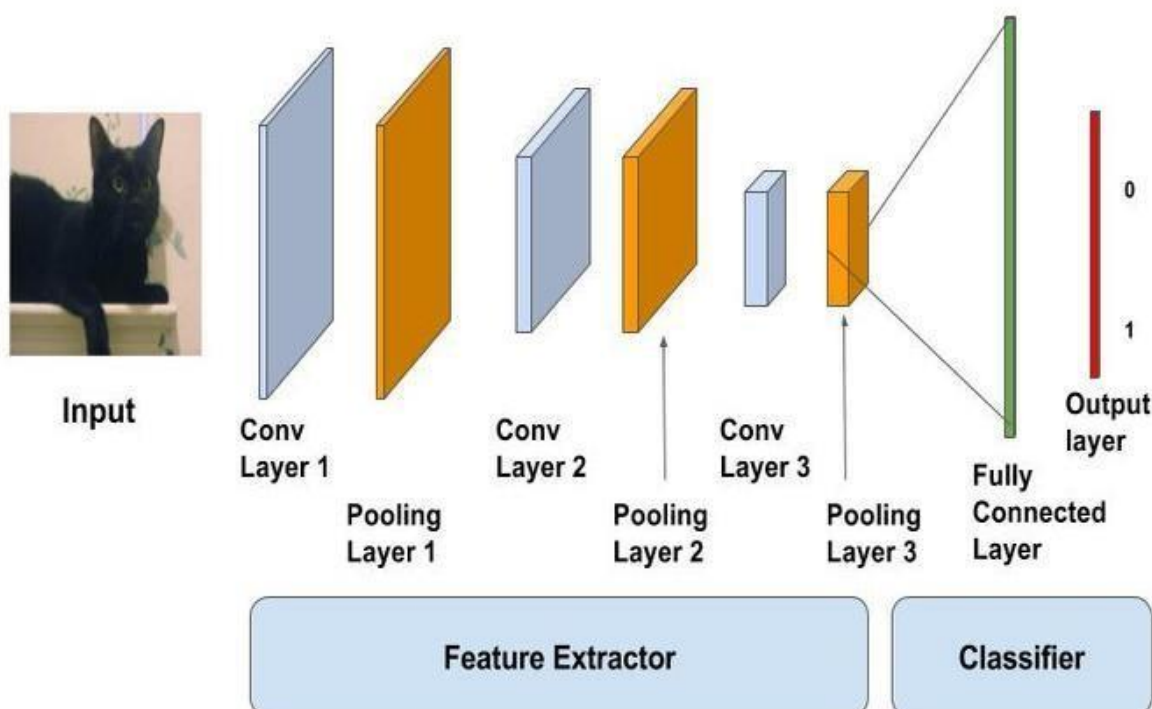 Input
Conv
Layer 1
Pooling
Layer 1
Conv
Layer 2
Pooling
Layer 2
Conv
Layer 3
Pooling
Layer 3
Fully
Connected
Layer
0
1
Output
layer
Feature Extractor
Classifier